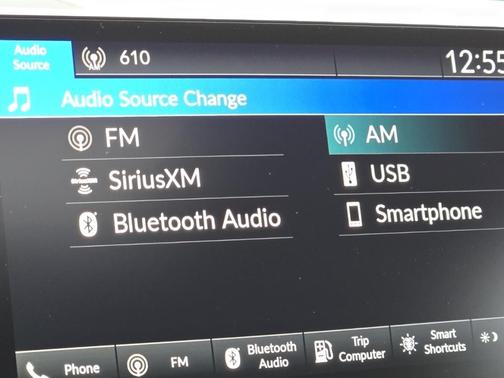 Audio
Source
AM
610
12:55
Audio Source Change
FM
AM
SiriusXM
USB
Bluetooth Audio
Smartphone
Phone
FM
Bluetooth
Audio
Trip
Computer
Smart
Shortcuts